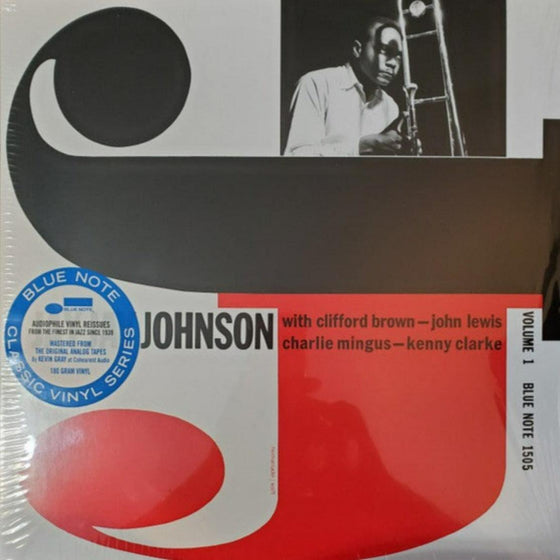 J J
JOHNSON
with clifford brown – john lewis
charlie mingus – kenny clarke
VOLUME 1 BLUE NOTE 1505
BLUE NOTE
BLUE NOTE
AUDIOPHILE VINYL REISSUES
FROM THE FINEST IN JAZZ SINCE 1939
MASTERED FROM
THE ORIGINAL ANALOG TAPES
by KEVIN GRAY at Cohearent Audio
180 GRAM VINYL
CLASSIC VINYL SERIES